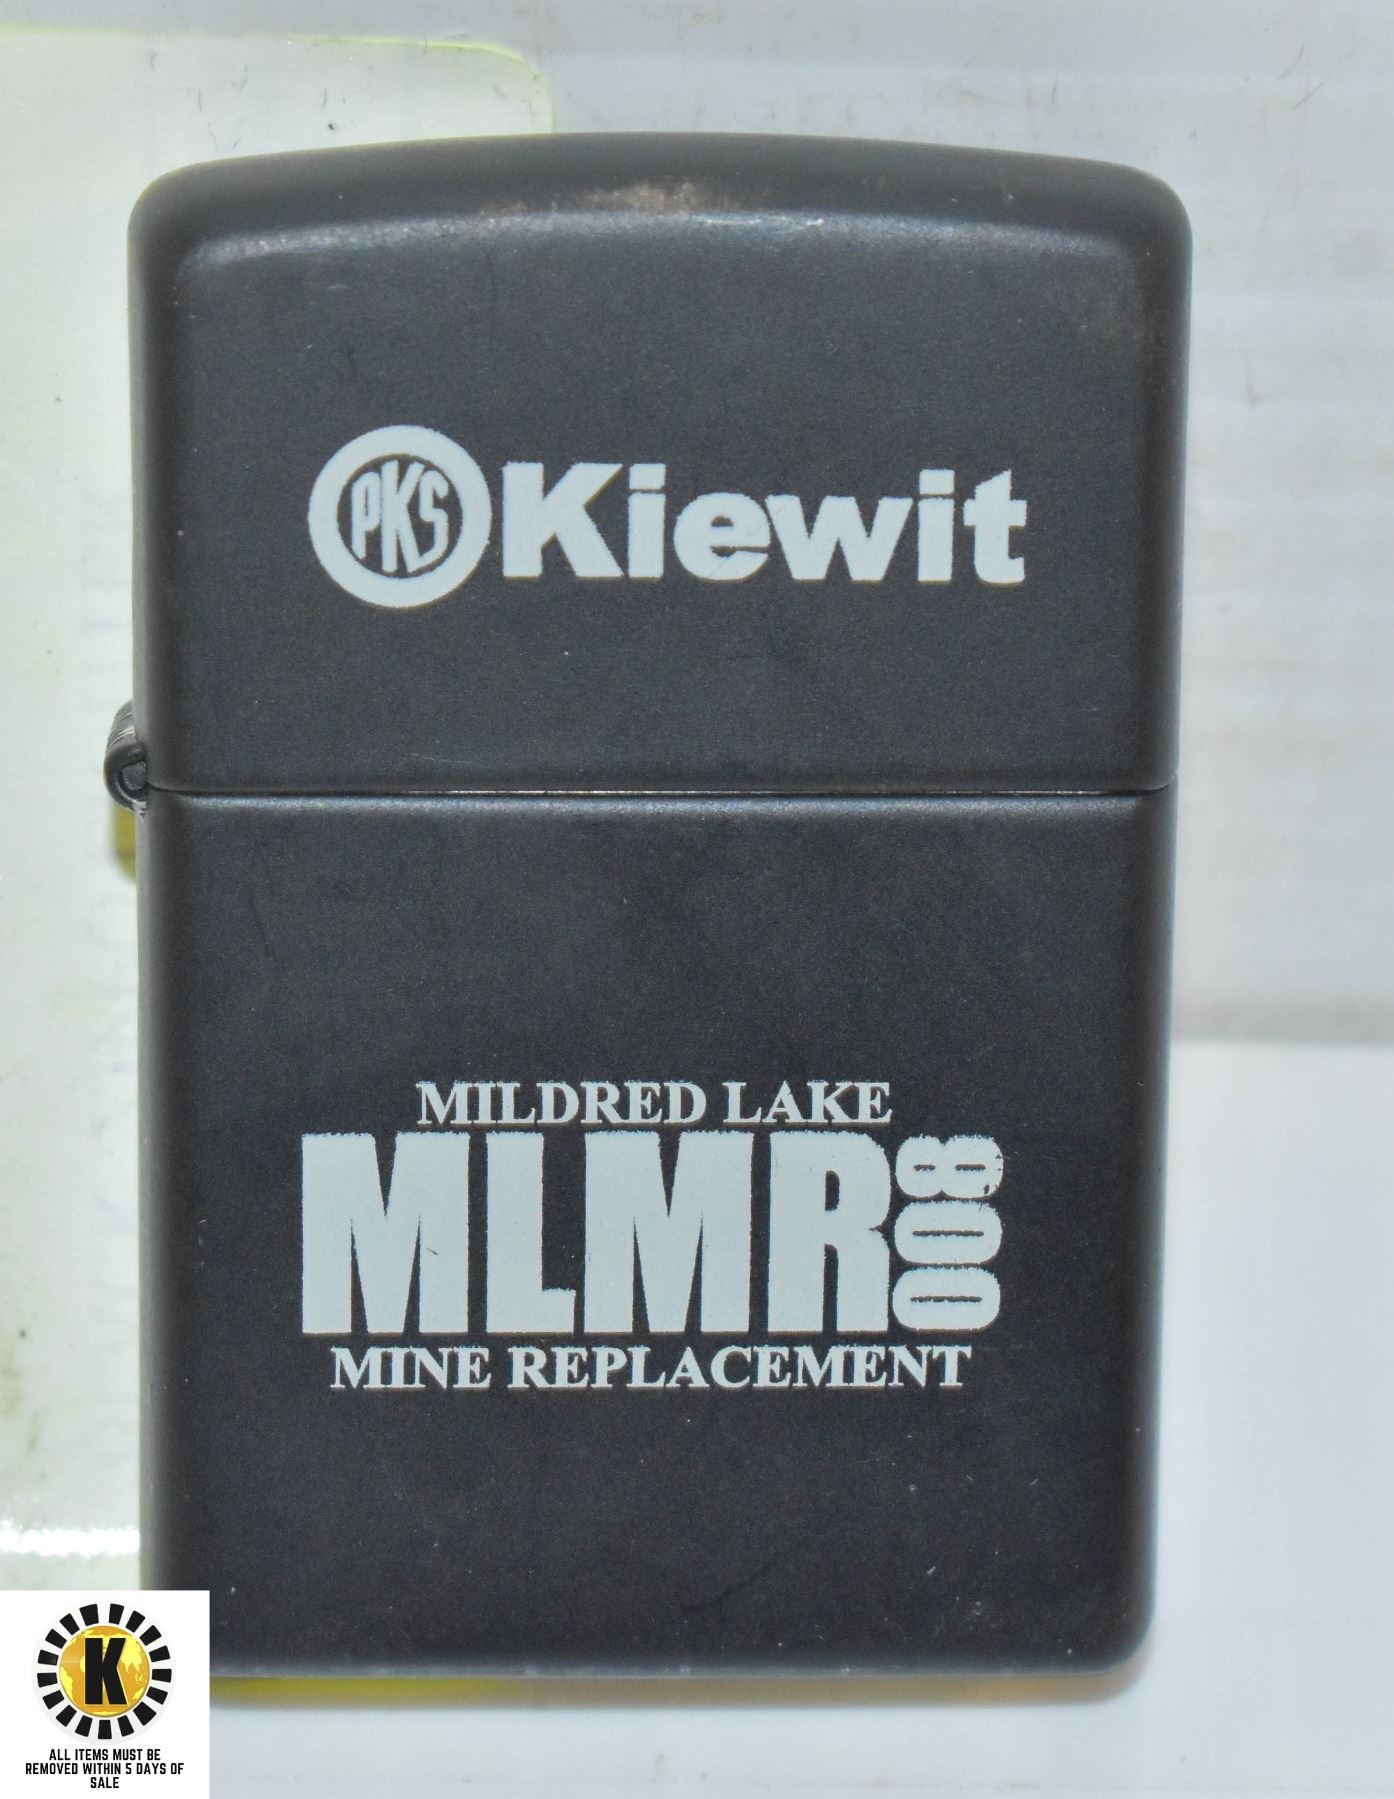 PKS Kiewit
MILDRED LAKE
MLMR 008
MINE REPLACEMENT
K
ALL ITEMS MUST BE
REMOVED WITHIN 5 DAYS OF
SALE